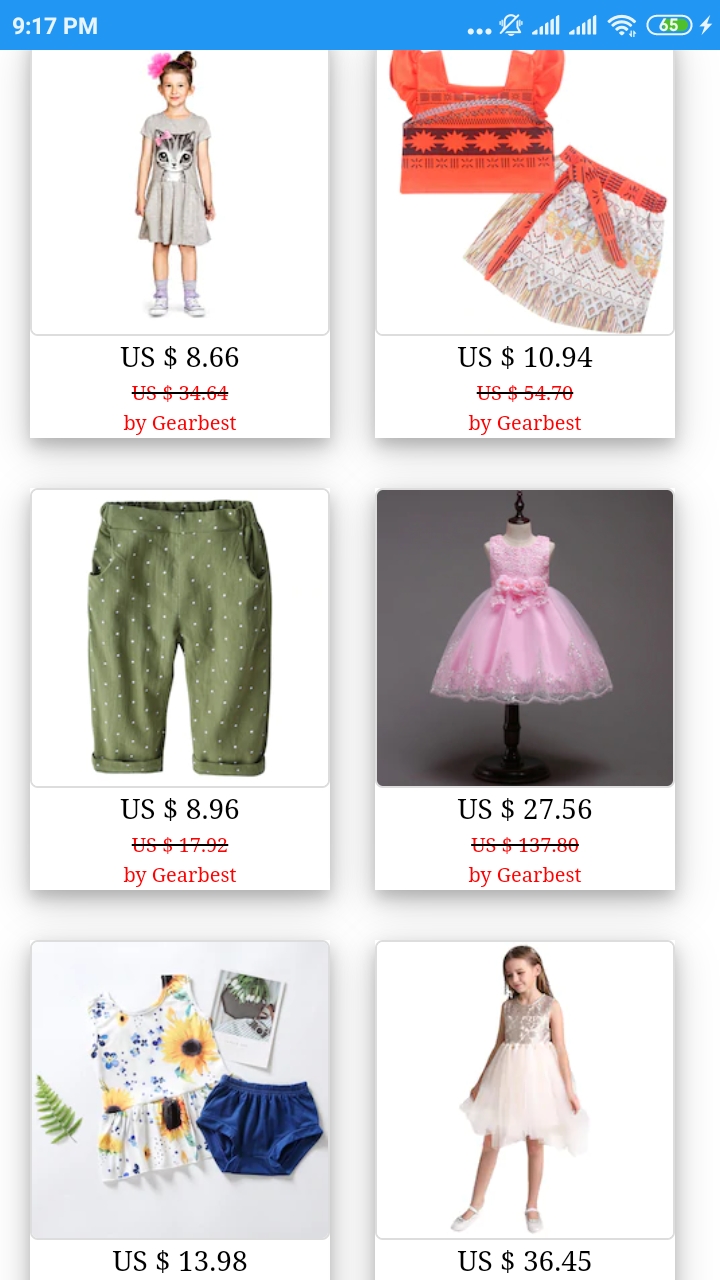 9:17 PM
65
US $ 8.66
US $ 34.64
by Gearbest
US $ 10.94
US $ 54.70
by Gearbest
US $ 8.96
US $ 17.92
by Gearbest
US $ 27.56
US $ 137.80
by Gearbest
US $ 13.98
US $ 36.45